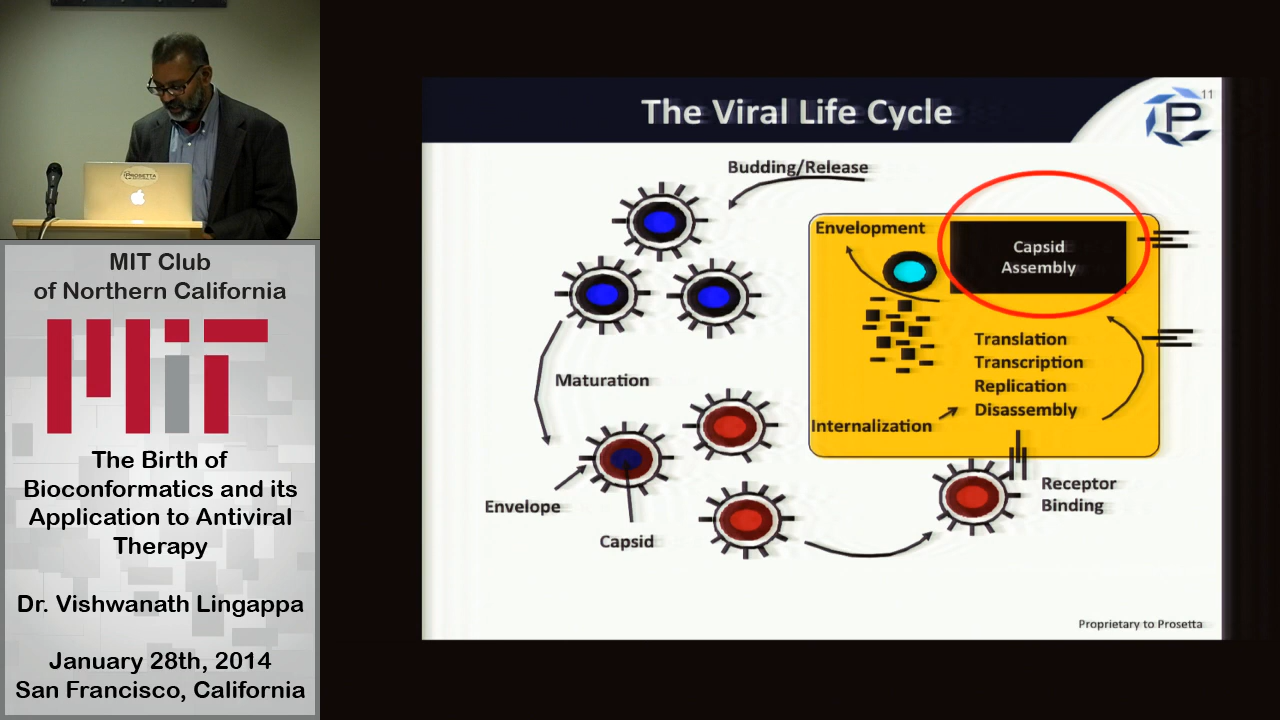 PROSETTA
MIT Club
of Northern California
MIT
The Birth of
Bioconformatics and its
Application to Antiviral
Therapy
Dr. Vishwanath Lingappa
January 28th, 2014
San Francisco, California
The Viral Life Cycle
P
11
Budding/Release
Envelopment
Capsid
Assembly
Translation
Transcription
Replication
Disassembly
Internalization
Maturation
Envelope
Capsid
Receptor
Binding
Proprietary to Prosetta